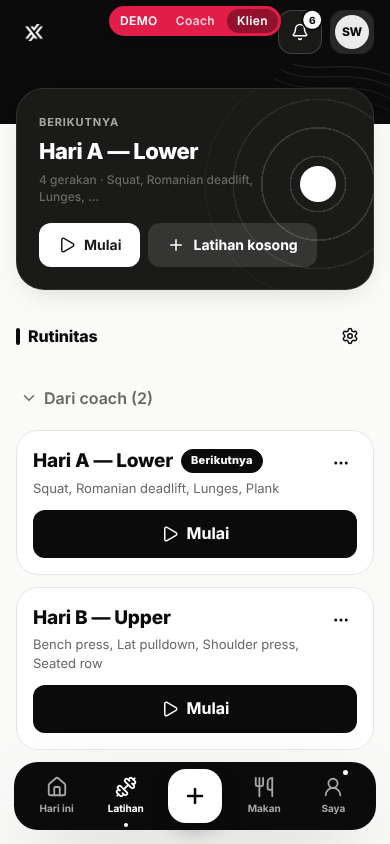 DEMO Coach Klien
6
SW
BERIKUTNYA
Hari A — Lower
4 gerakan · Squat, Romanian deadlift,
Lunges, ...
Mulai
Latihan kosong
Rutinitas
Dari coach (2)
Hari A — Lower Berikutnya
Squat, Romanian deadlift, Lunges, Plank
Mulai
Hari B — Upper
Bench press, Lat pulldown, Shoulder press,
Seated row
Mulai
Hari ini
Latihan
Makan
Saya